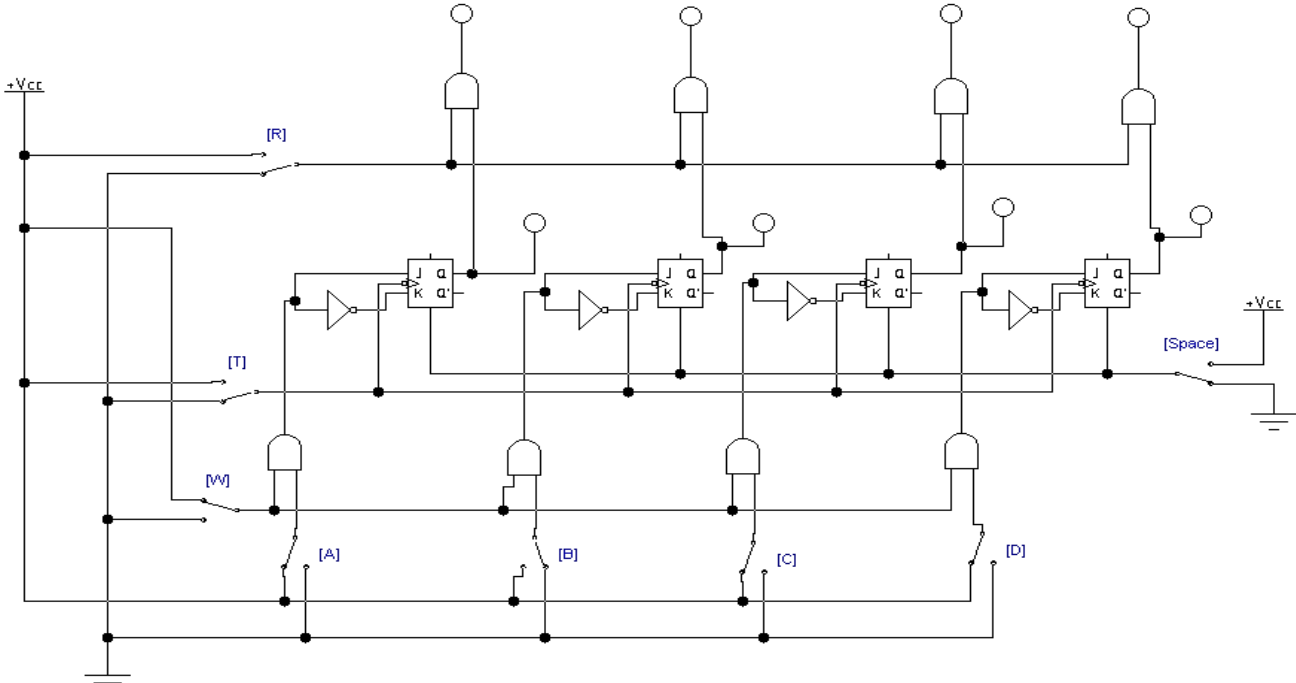 +Vcc
[R]
J Q
K Q'
J Q
K Q'
J Q
K Q'
J Q
K Q'
+Vcc
[Space]
[T]
[W]
[A]
[B]
[C]
[D]